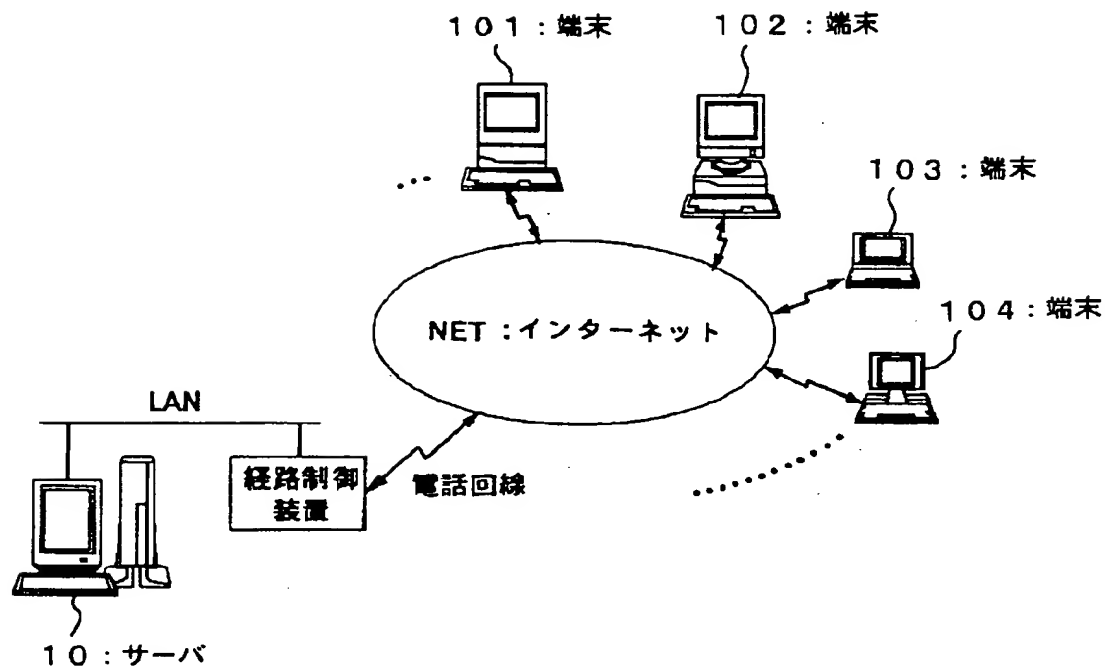 １０１：端末
１０２：端末
１０３：端末
１０４：端末
NET：インターネット
LAN
経路制御
装置
電話回線
１０：サーバ